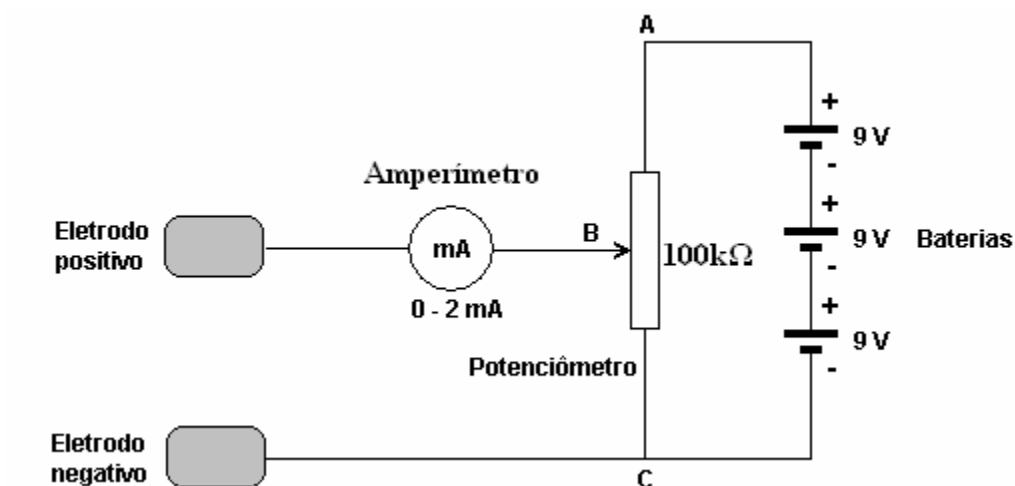 A
+
9 V
-
Amperímetro
+
Eletrodo
positivo
mA
B
100kΩ
9 V
Baterias
-
0 - 2 mA
+
9 V
Potenciômetro
-
Eletrodo
negativo
C